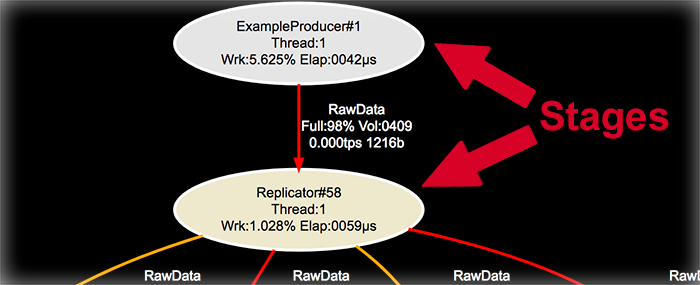 ExampleProducer#1
Thread:1
Wrk:5.625% Elap:0042µs
Stages
RawData
Full:98% Vol:0409
0.000tps 1216b
Replicator#58
Thread:1
Wrk:1.028% Elap:0059µs
RawData
RawData
RawData